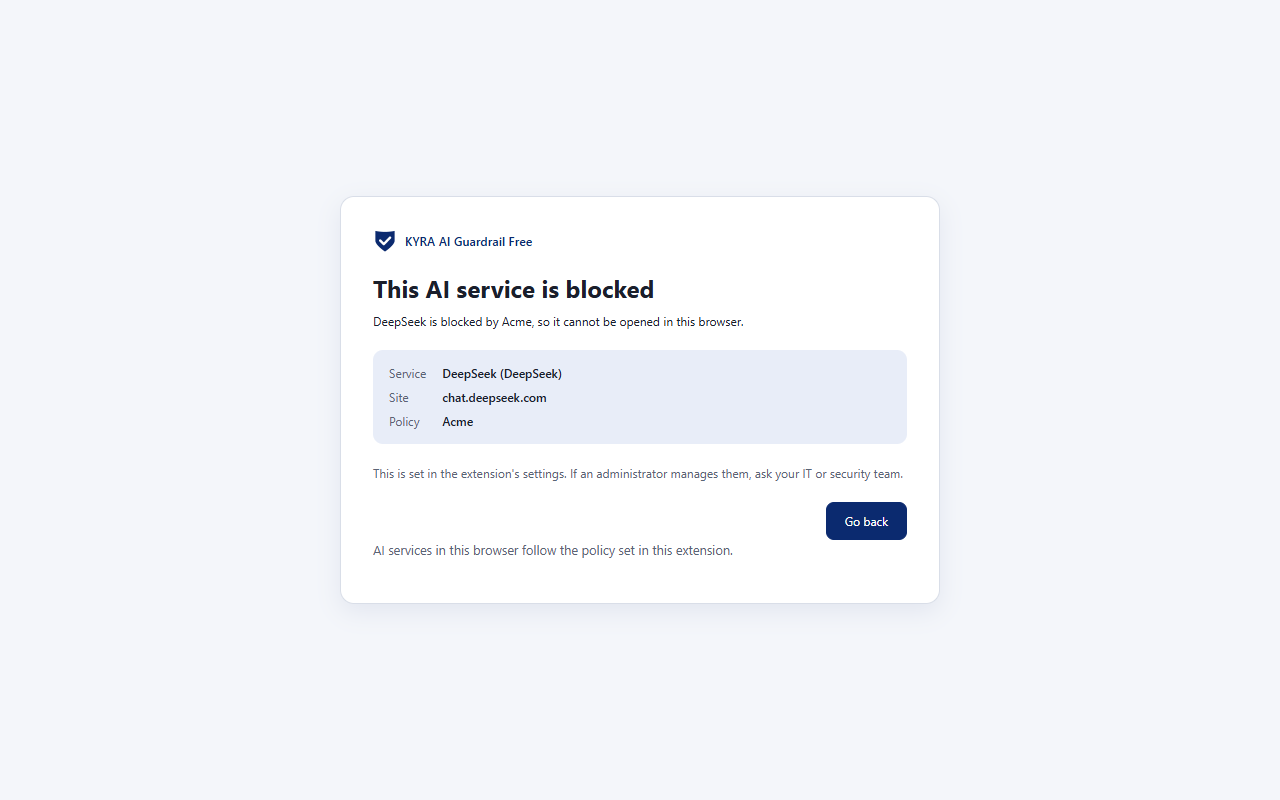 KYRA AI Guardrail Free
This AI service is blocked
DeepSeek is blocked by Acme, so it cannot be opened in this browser.
Service DeepSeek (DeepSeek)
Site chat.deepseek.com
Policy Acme
This is set in the extension's settings. If an administrator manages them, ask your IT or security team.
Go back
AI services in this browser follow the policy set in this extension.